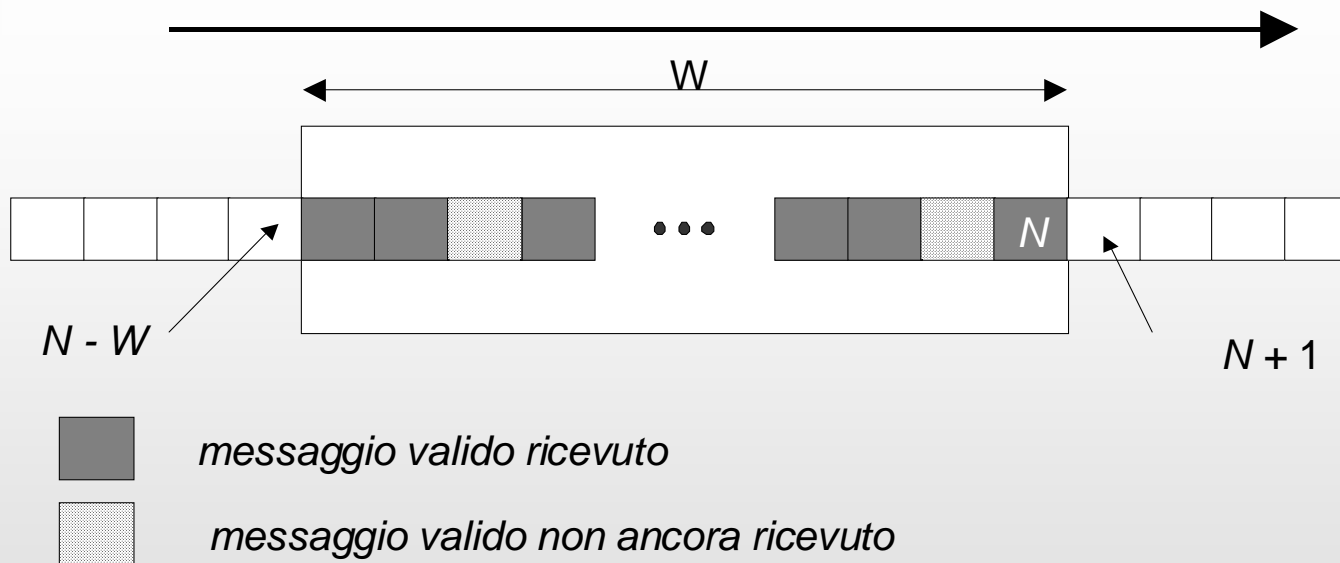 W
N
N - W
N + 1
messaggio valido ricevuto
messaggio valido non ancora ricevuto